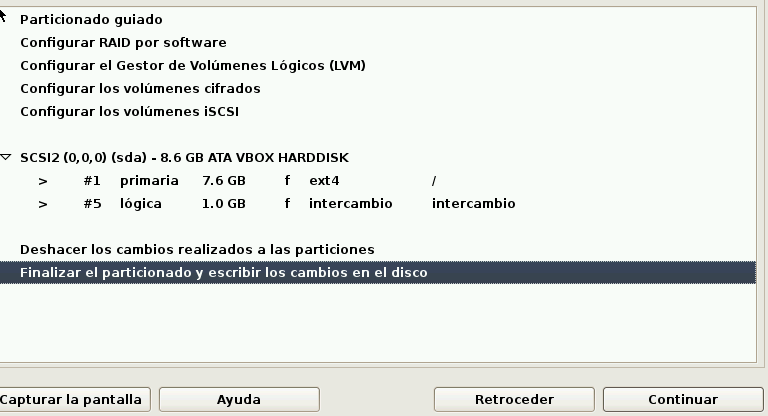 Particionado guiado
Configurar RAID por software
Configurar el Gestor de Volúmenes Lógicos (LVM)
Configurar los volúmenes cifrados
Configurar los volúmenes iSCSI
SCSI2 (0,0,0) (sda) - 8.6 GB ATA VBOX HARDDISK
> #1 primaria 7.6 GB f ext4 /
> #5 lógica 1.0 GB f intercambio intercambio
Deshacer los cambios realizados a las particiones
Finalizar el particionado y escribir los cambios en el disco
Capturar la pantalla Ayuda Retroceder Continuar